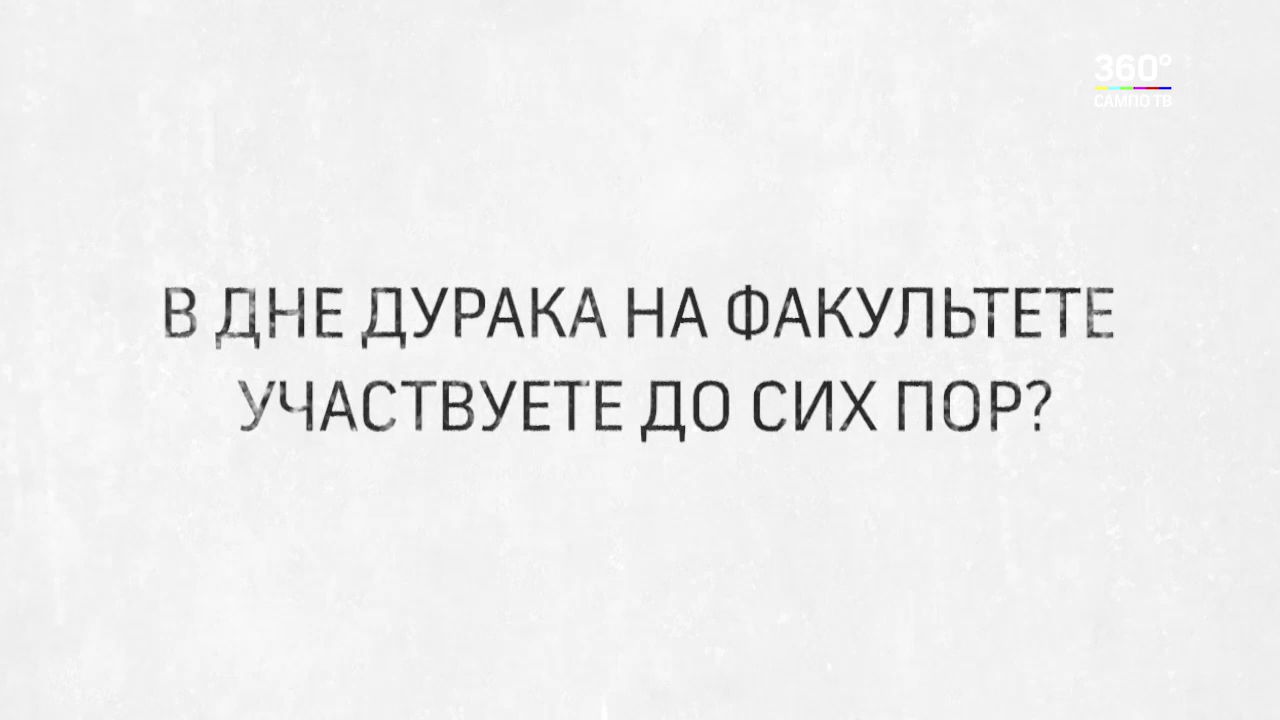 360°
САМПО ТВ
В ДНЕ ДУРАКА НА ФАКУЛЬТЕТЕ
УЧАСТВУЕТЕ ДО СИХ ПОР?